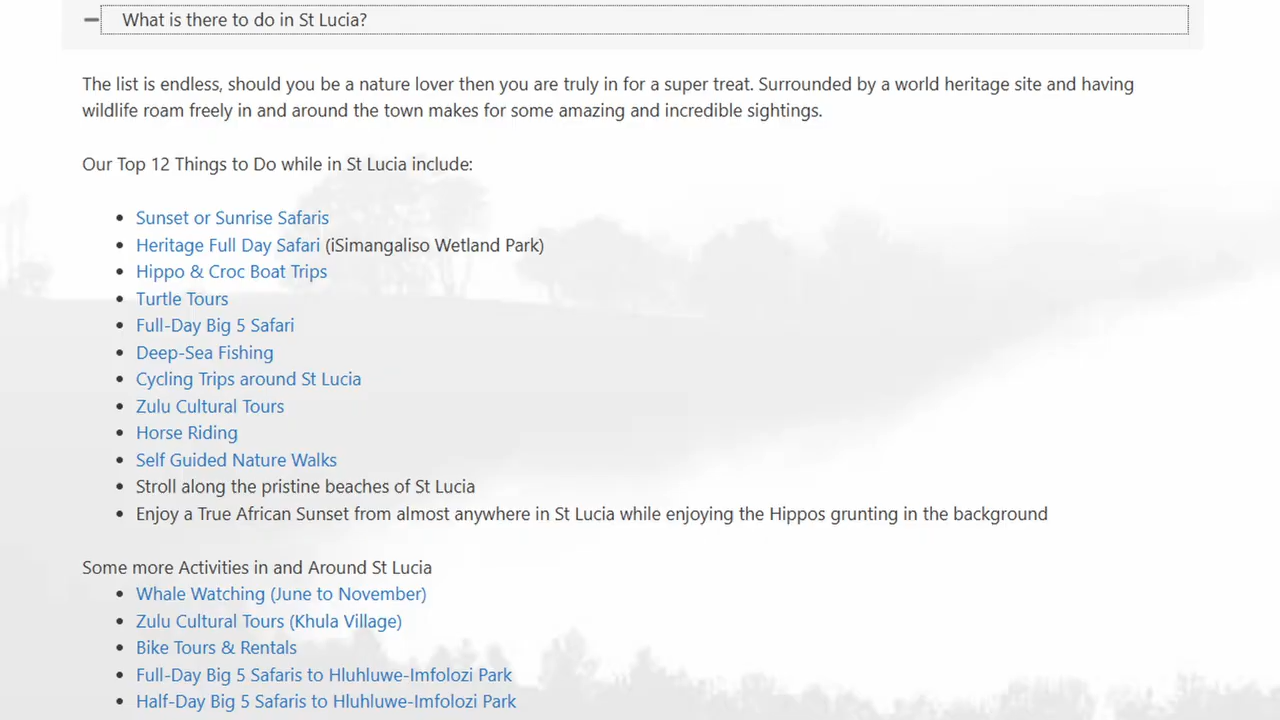 What is there to do in St Lucia?
The list is endless, should you be a nature lover then you are truly in for a super treat. Surrounded by a world heritage site and having
wildlife roam freely in and around the town makes for some amazing and incredible sightings.
Our Top 12 Things to Do while in St Lucia include:
Sunset or Sunrise Safaris
Heritage Full Day Safari (iSimangaliso Wetland Park)
Hippo & Croc Boat Trips
Turtle Tours
Full-Day Big 5 Safari
Deep-Sea Fishing
Cycling Trips around St Lucia
Zulu Cultural Tours
Horse Riding
Self Guided Nature Walks
Stroll along the pristine beaches of St Lucia
Enjoy a True African Sunset from almost anywhere in St Lucia while enjoying the Hippos grunting in the background
Some more Activities in and Around St Lucia
Whale Watching (June to November)
Zulu Cultural Tours (Khula Village)
Bike Tours & Rentals
Full-Day Big 5 Safaris to Hluhluwe-Imfolozi Park
Half-Day Big 5 Safaris to Hluhluwe-Imfolozi Park